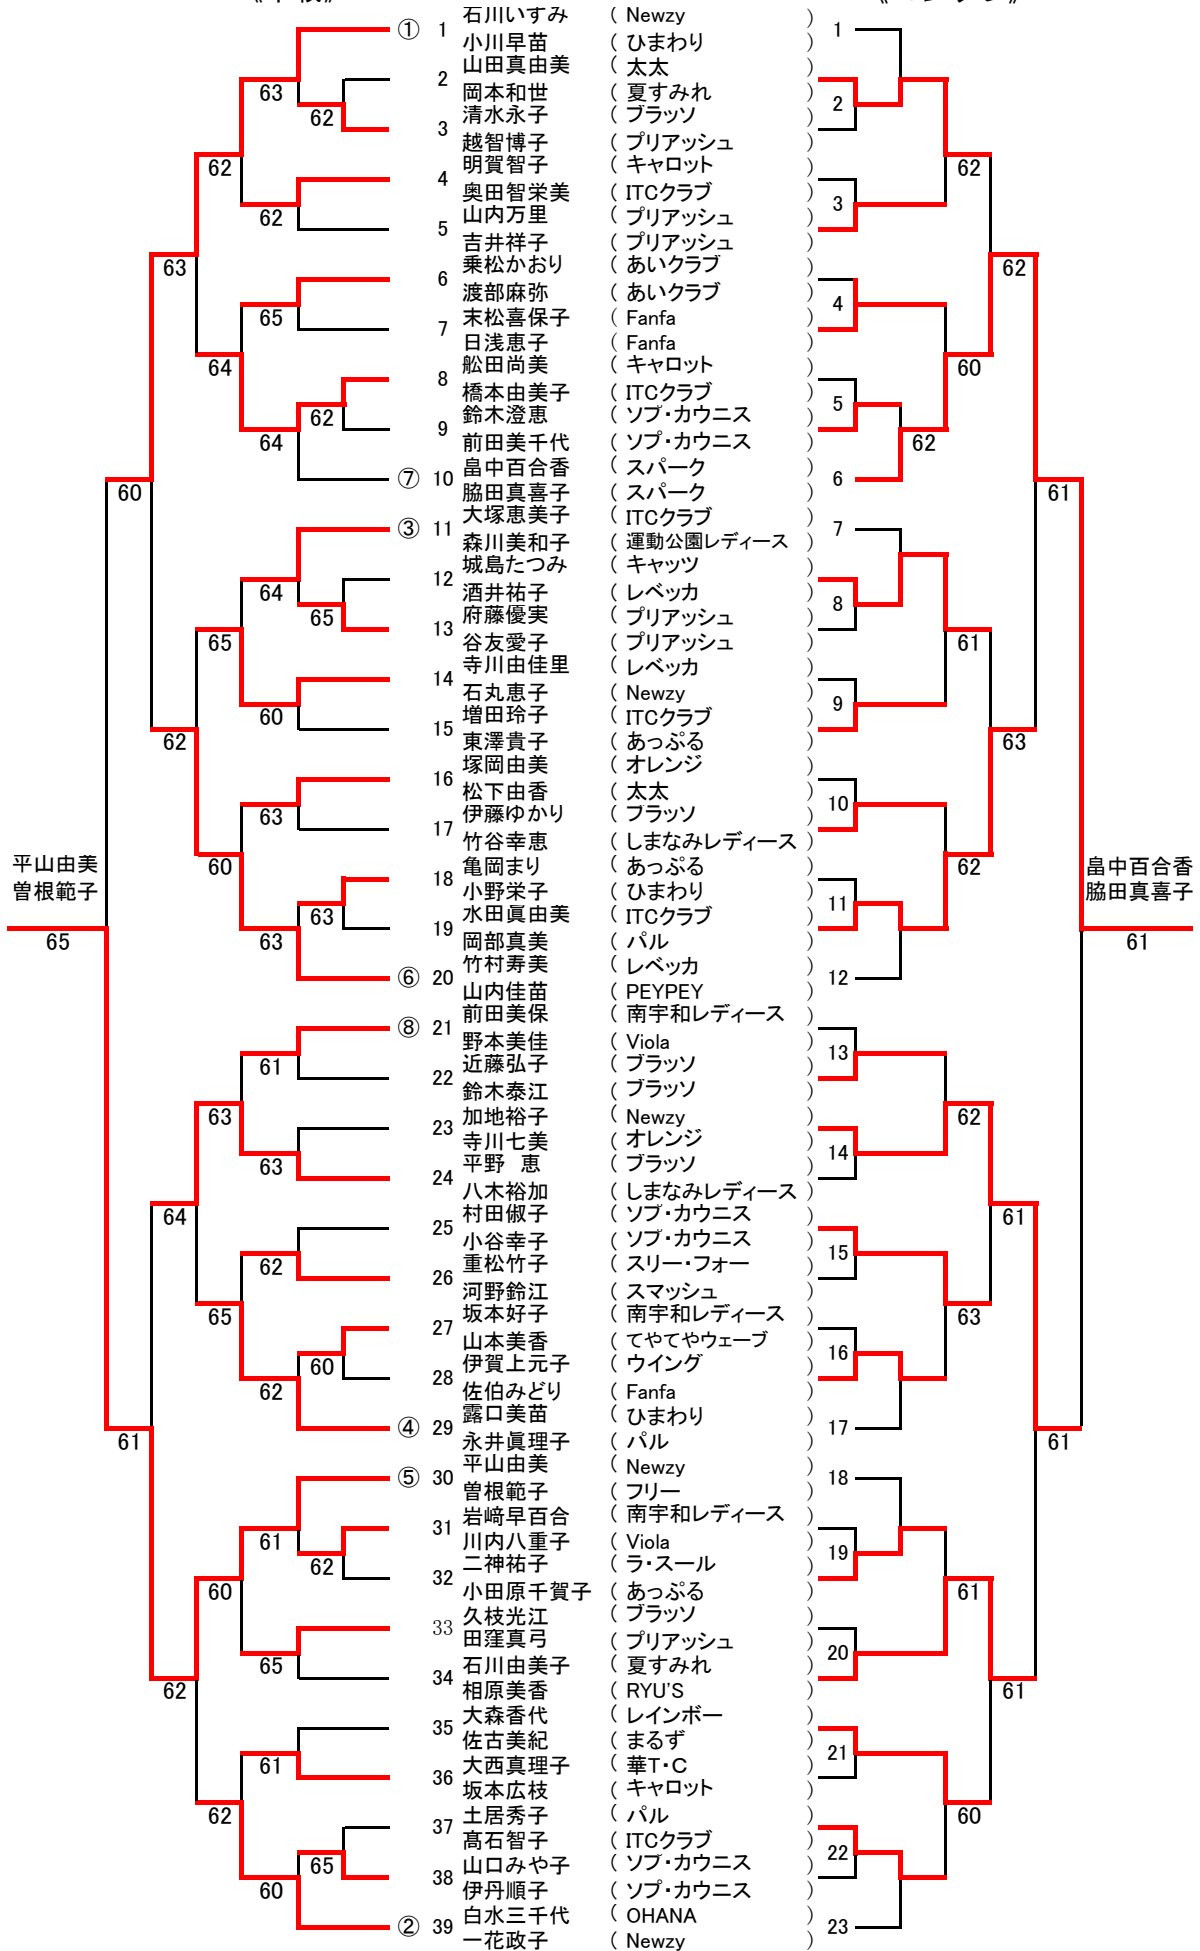 ① 1 石川いずみ ( Newzy ) 1
小川早苗 ( ひまわり )
2 山田真由美 ( 太太 )
岡本和世 ( 夏すみれ ) 2
3 清水永子 ( ブラッソ )
越智博子 ( プリアッシュ )
4 明賀智子 ( キャロット )
奥田智栄美 ( ITCクラブ ) 3
5 山内万里 ( プリアッシュ )
吉井祥子 ( プリアッシュ )
6 乗松かおり ( あいクラブ )
渡部麻弥 ( あいクラブ ) 4
7 末松喜保子 ( Fanfa )
日浅恵子 ( Fanfa )
8 舩田尚美 ( キャロット )
橋本由美子 ( ITCクラブ ) 5
9 鈴木澄恵 ( ソプ・カウニス )
前田美千代 ( ソプ・カウニス )
⑦ 10 畠中百合香 ( スパーク ) 6
脇田真喜子 ( スパーク )
③ 11 大塚恵美子 ( ITCクラブ ) 7
森川美和子 ( 運動公園レディース )
12 城島たつみ ( キャッツ )
酒井祐子 ( レベッカ ) 8
13 府藤優実 ( プリアッシュ )
谷友愛子 ( プリアッシュ )
14 寺川由佳里 ( レベッカ )
石丸恵子 ( Newzy ) 9
15 増田玲子 ( ITCクラブ )
東澤貴子 ( あっぷる )
16 塚岡由美 ( オレンジ )
松下由香 ( 太太 ) 10
17 伊藤ゆかり ( ブラッソ )
竹谷幸恵 ( しまなみレディース )
18 亀岡まり ( あっぷる )
小野栄子 ( ひまわり ) 11
19 水田眞由美 ( ITCクラブ )
岡部真美 ( パル )
⑥ 20 竹村寿美 ( レベッカ ) 12
山内佳苗 ( PEYPEY )
⑧ 21 前田美保 ( 南宇和レディース )
野本美佳 ( Viola ) 13
22 近藤弘子 ( ブラッソ )
鈴木泰江 ( ブラッソ )
23 加地裕子 ( Newzy )
寺川七美 ( オレンジ ) 14
24 平野 恵 ( ブラッソ )
八木裕加 ( しまなみレディース )
25 村田俶子 ( ソプ・カウニス )
小谷幸子 ( ソプ・カウニス ) 15
26 重松竹子 ( スリー・フォー )
河野鈴江 ( スマッシュ )
27 坂本好子 ( 南宇和レディース )
山本美香 ( てやてやウェーブ ) 16
28 伊賀上元子 ( ウイング )
佐伯みどり ( Fanfa )
④ 29 露口美苗 ( ひまわり ) 17
永井眞理子 ( パル )
⑤ 30 平山由美 ( Newzy ) 18
曽根範子 ( フリー )
31 岩﨑早百合 ( 南宇和レディース )
川内八重子 ( Viola ) 19
32 二神祐子 ( ラ・スール )
小田原千賀子 ( あっぷる )
33 久枝光江 ( ブラッソ )
田窪真弓 ( プリアッシュ ) 20
34 石川由美子 ( 夏すみれ )
相原美香 ( RYU'S )
35 大森香代 ( レインボー )
佐古美紀 ( まるず ) 21
36 大西真理子 ( 華T・C )
坂本広枝 ( キャロット )
37 土居秀子 ( パル )
髙石智子 ( ITCクラブ ) 22
38 山口みや子 ( ソプ・カウニス )
伊丹順子 ( ソプ・カウニス )
② 39 白水三千代 ( OHANA ) 23
一花政子 ( Newzy )
平山由美
曽根範子
65
60
61
63
62
64
62
62
64
65
60
63
65
60
62
63
62
65
64
64
60
63
63
61
63
62
62
61
65
61
60
62
62
65
63
60
62
65
畠中百合香
脇田真喜子
61
61
61
62
63
61
61
62
60
61
62
62
63
61
60
62